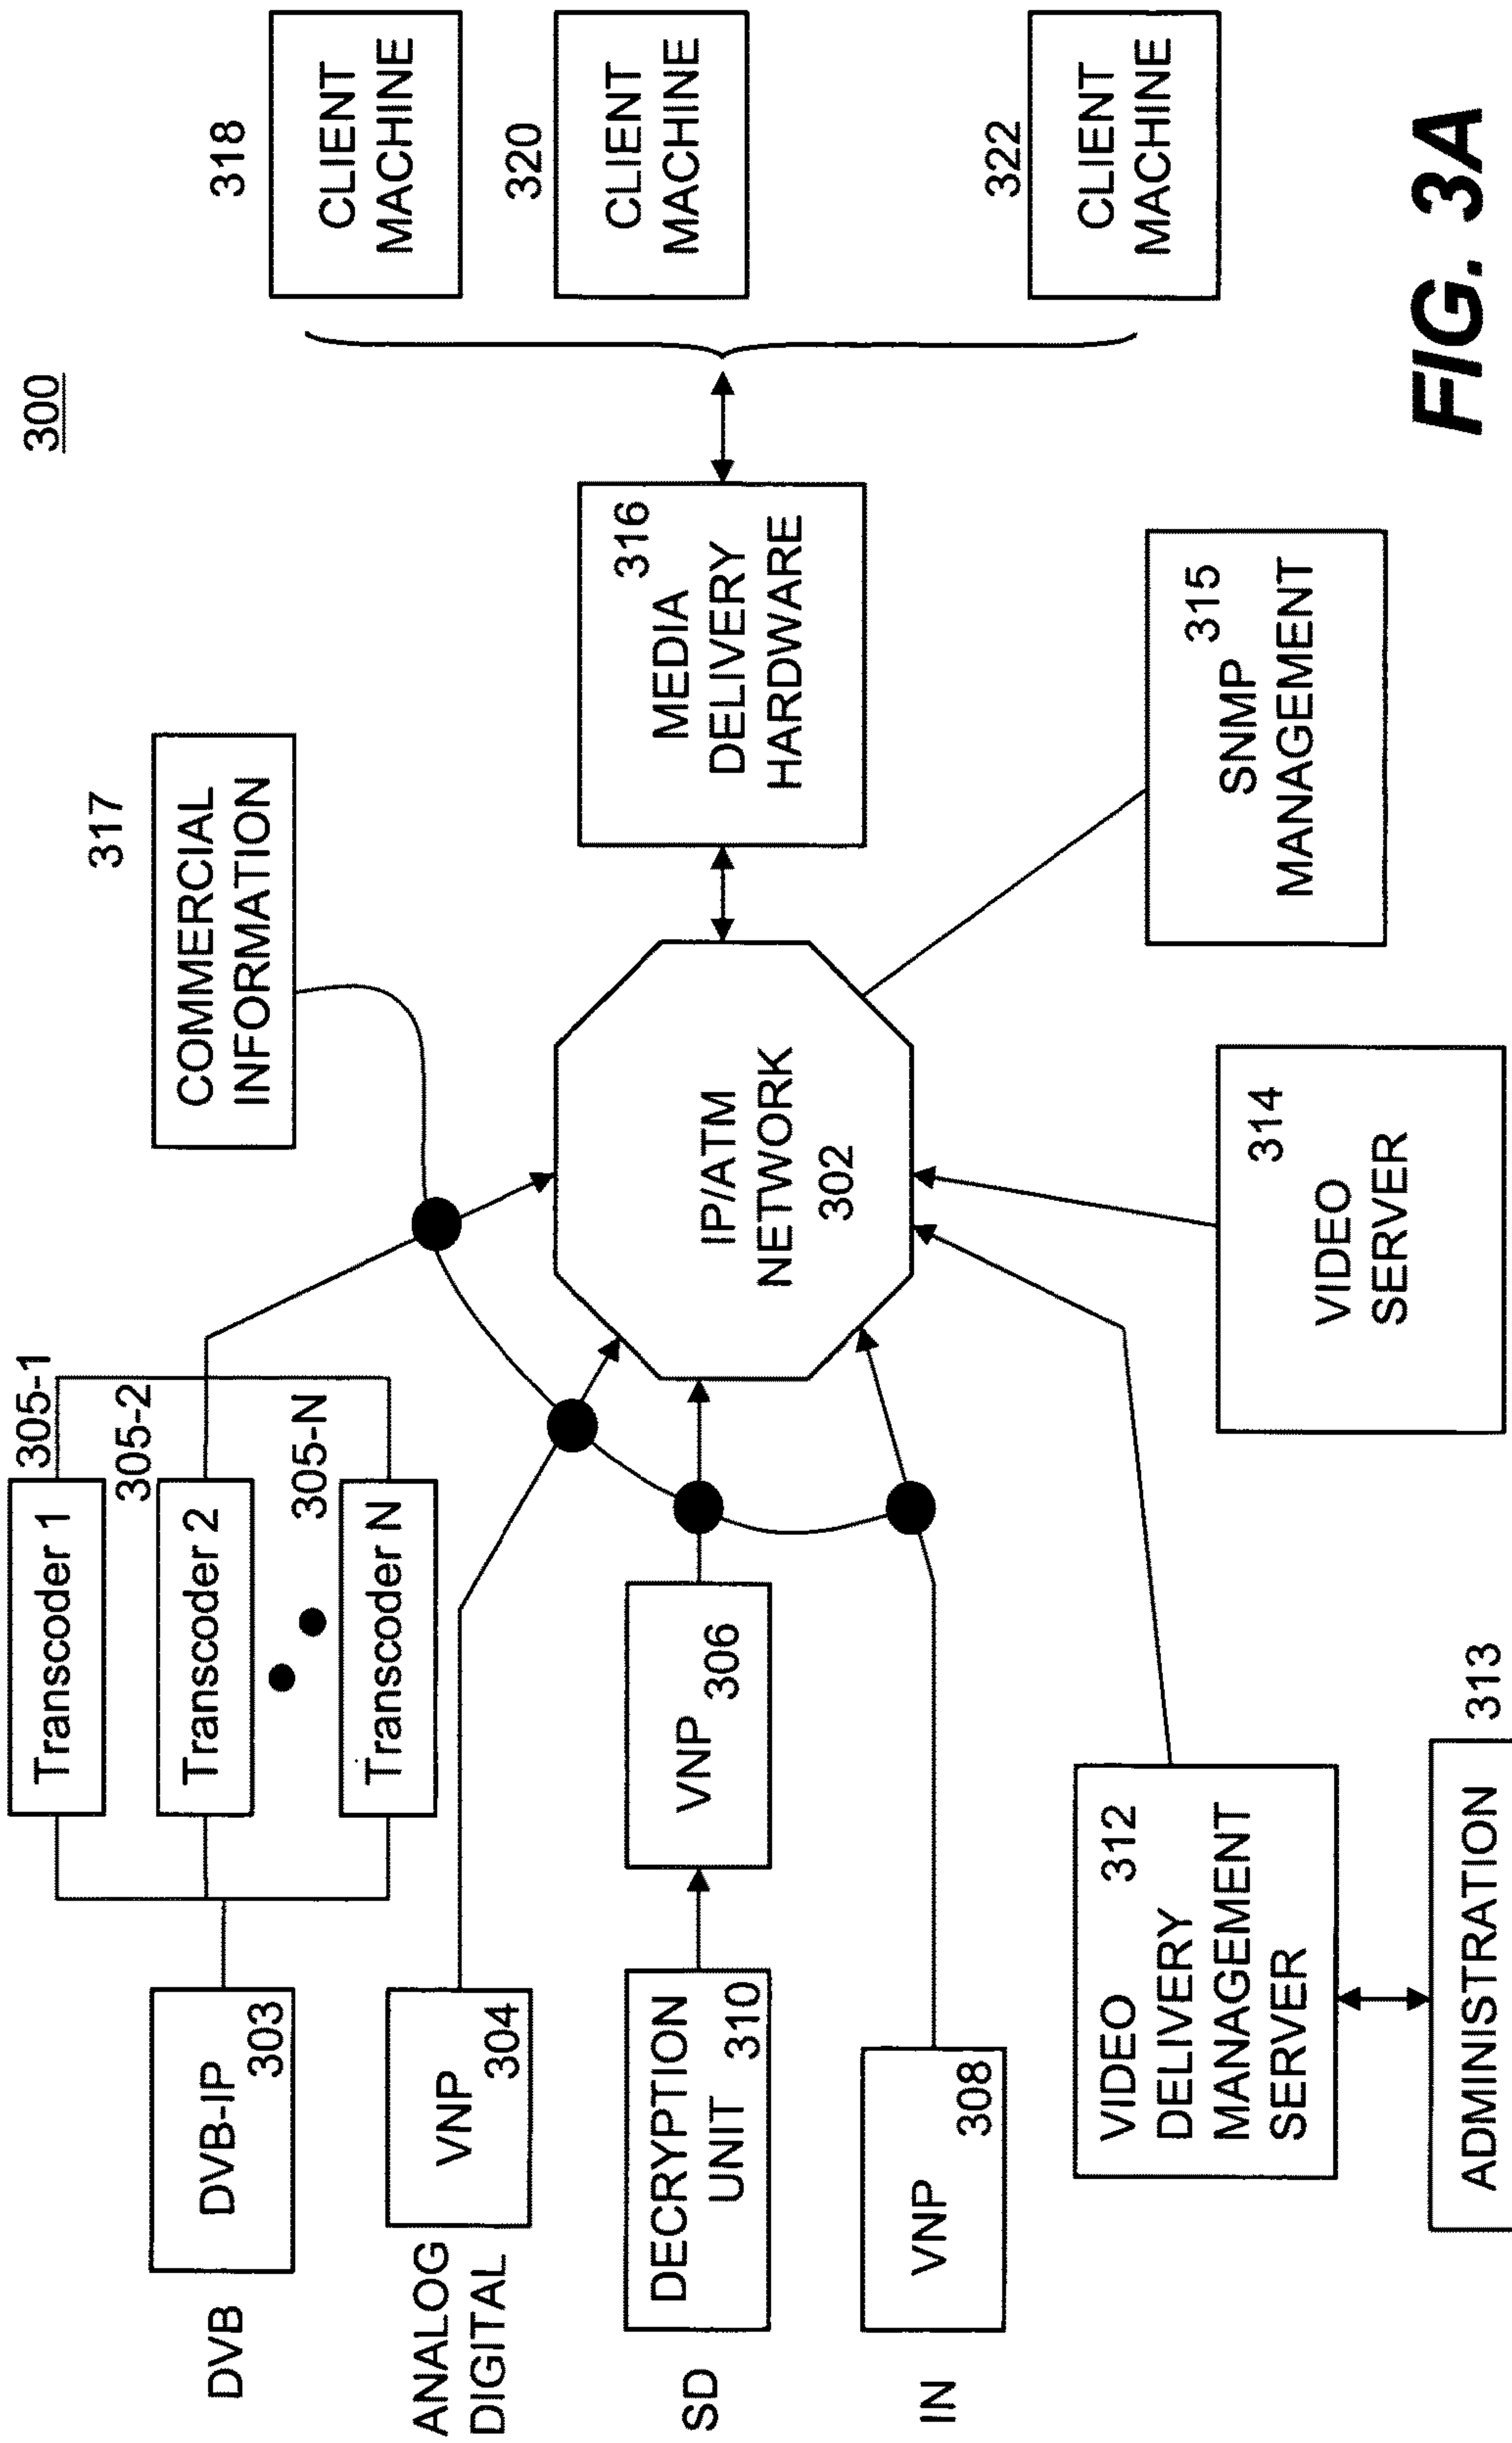 300
DVB
DVB-IP
303
Transcoder 1
305-1
Transcoder 2
305-2
Transcoder N
305-N
COMMERCIAL
INFORMATION
317
ANALOG
DIGITAL
VNP
304
SD
DECRYPTION
UNIT
310
VNP
306
IN
VNP
308
IP/ATM
NETWORK
302
316
MEDIA
DELIVERY
HARDWARE
318
CLIENT
MACHINE
320
CLIENT
MACHINE
322
CLIENT
MACHINE
VIDEO 312
DELIVERY
MANAGEMENT
SERVER
ADMINISTRATION
313
314
VIDEO
SERVER
315
SNMP
MANAGEMENT
FIG. 3A